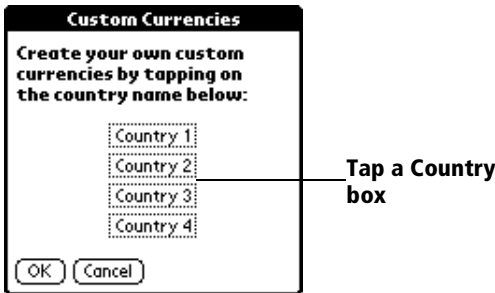 Custom Currencies
Create your own custom
currencies by tapping on
the country name below:
Country 1
Country 2
Country 3
Country 4
Tap a Country
box
OK Cancel